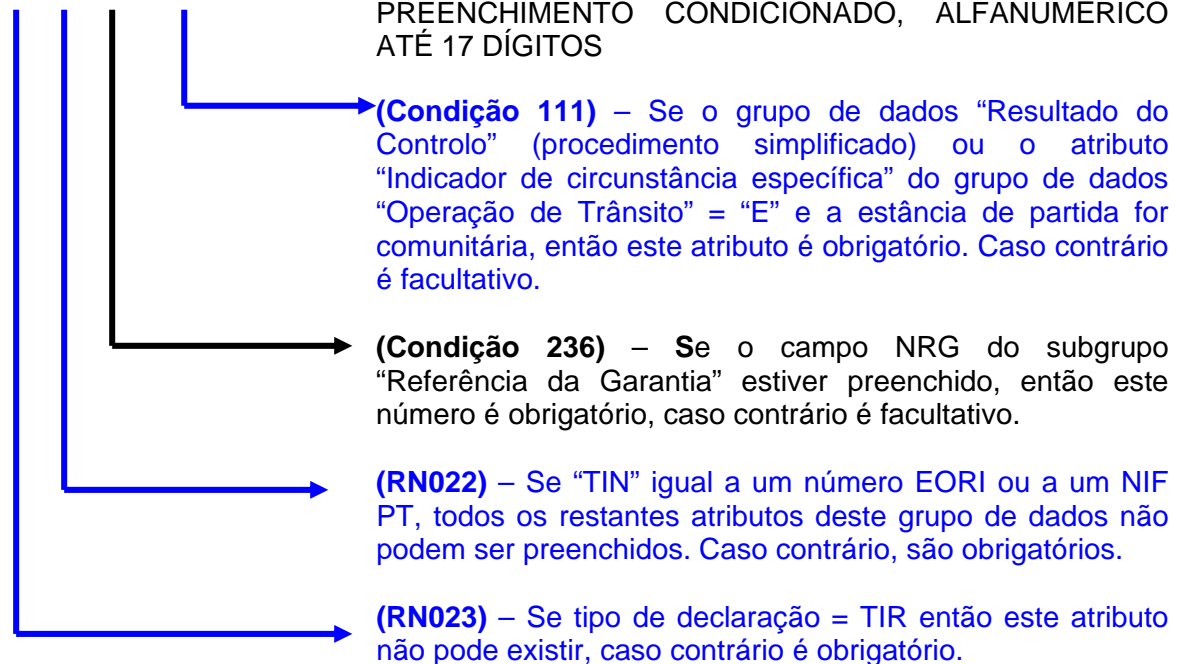 PREENCHIMENTO CONDICIONADO, ALFANUMÉRICO
ATÉ 17 DÍGITOS
(Condição 111) – Se o grupo de dados “Resultado do
Controlo” (procedimento simplificado) ou o atributo
“Indicador de circunstância específica” do grupo de dados
“Operação de Trânsito” = “E” e a estância de partida for
comunitária, então este atributo é obrigatório. Caso contrário
é facultativo.
(Condição 236) – Se o campo NRG do subgrupo
“Referência da Garantia” estiver preenchido, então este
número é obrigatório, caso contrário é facultativo.
(RN022) – Se “TIN” igual a um número EORI ou a um NIF
PT, todos os restantes atributos deste grupo de dados não
podem ser preenchidos. Caso contrário, são obrigatórios.
(RN023) – Se tipo de declaração = TIR então este atributo
não pode existir, caso contrário é obrigatório.